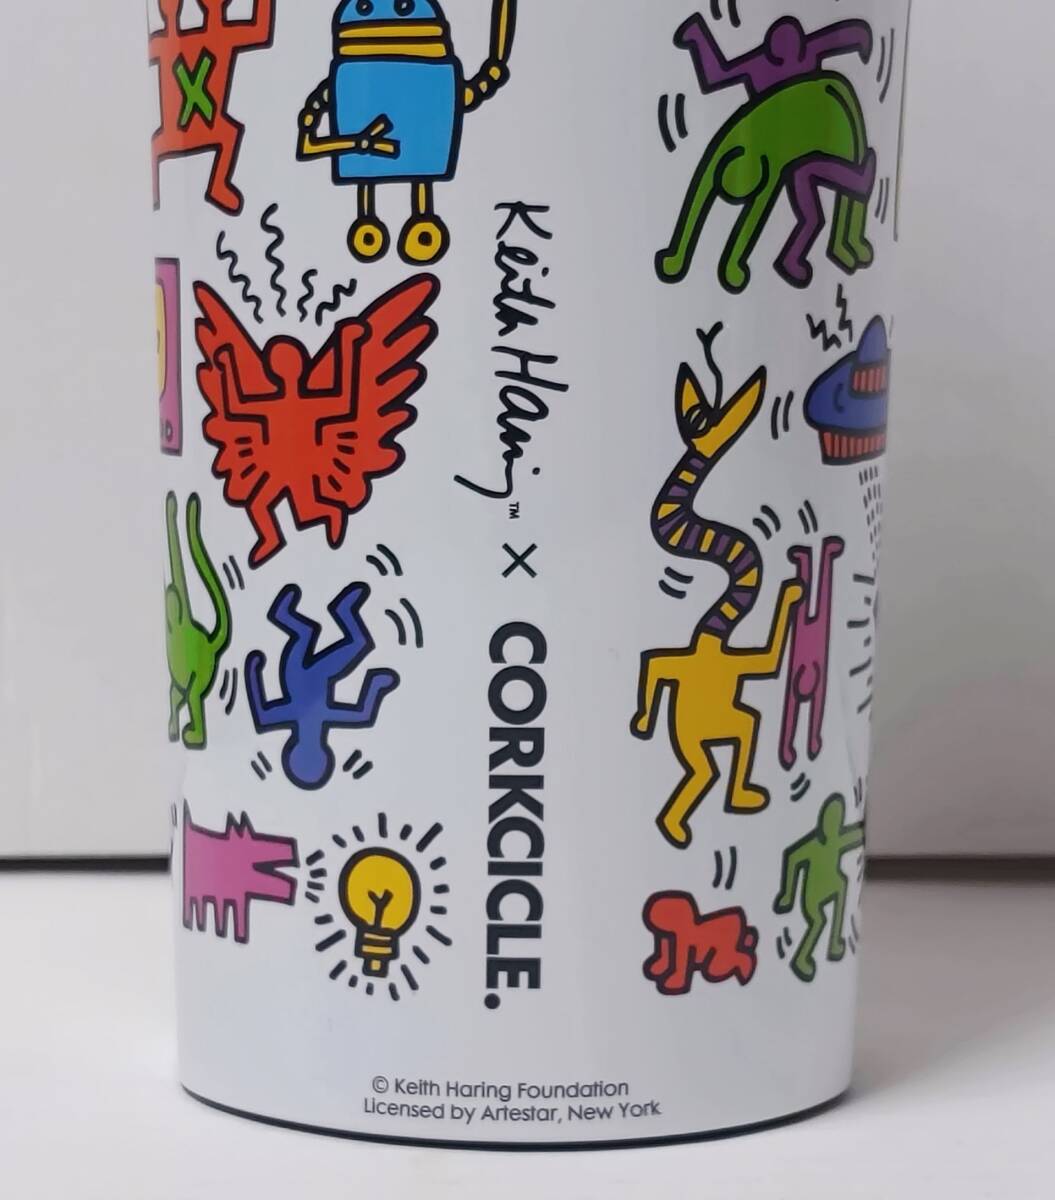 Keith Haring™ × CORKCICLE.
© Keith Haring Foundation
Licensed by Artestar, New York